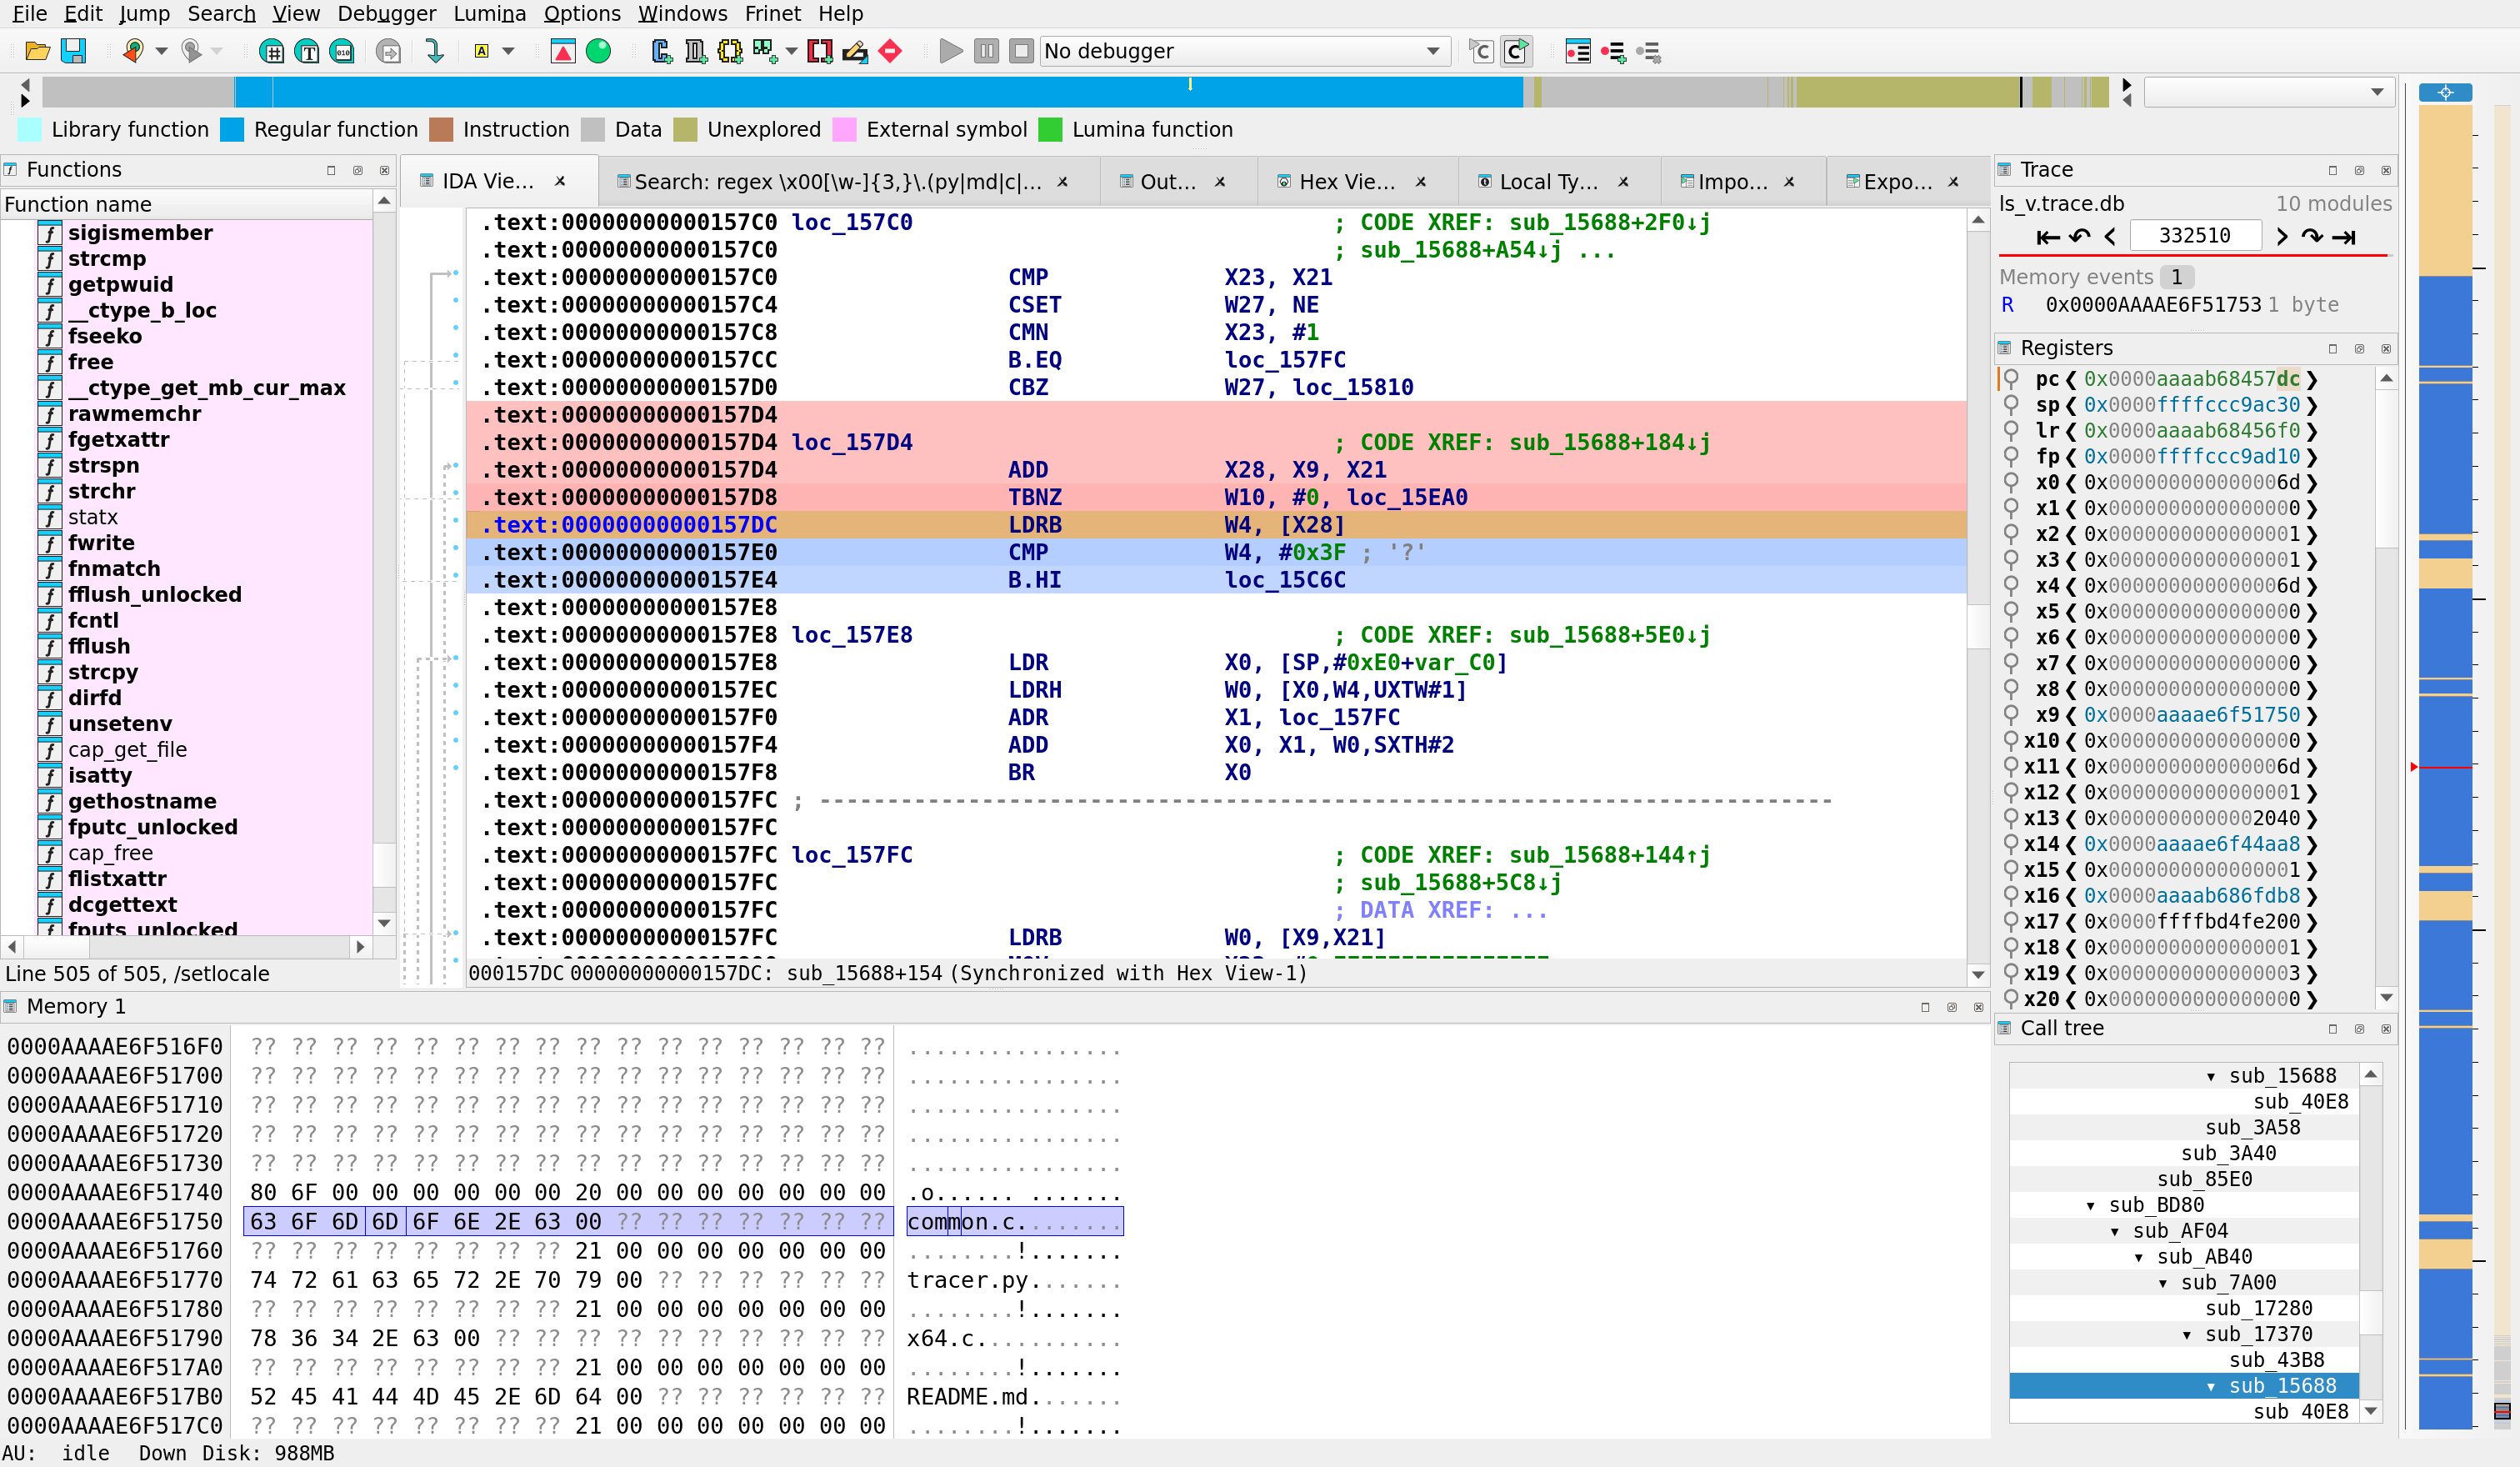 File Edit Jump Search View Debugger Lumina Options Windows Frinet Help
No debugger
Library function Regular function Instruction Data Unexplored External symbol Lumina function
Functions
Function name
sigismember
strcmp
getpwuid
__ctype_b_loc
fseeko
free
__ctype_get_mb_cur_max
rawmemchr
fgetxattr
strspn
strchr
statx
fwrite
fnmatch
fflush_unlocked
fcntl
fflush
strcpy
dirfd
unsetenv
cap_get_file
isatty
gethostname
fputc_unlocked
cap_free
flistxattr
dcgettext
fputs_unlocked
Line 505 of 505, /setlocale
IDA Vie... Search: regex \x00[\w-]{3,}\.(py|md|c|... Out... Hex Vie... Local Ty... Impo... Expo...
.text:00000000000157C0 loc_157C0 ; CODE XREF: sub_15688+2F0↓j
.text:00000000000157C0 ; sub_15688+A54↓j ...
.text:00000000000157C0 CMP X23, X21
.text:00000000000157C4 CSET W27, NE
.text:00000000000157C8 CMN X23, #1
.text:00000000000157CC B.EQ loc_157FC
.text:00000000000157D0 CBZ W27, loc_15810
.text:00000000000157D4
.text:00000000000157D4 loc_157D4 ; CODE XREF: sub_15688+184↓j
.text:00000000000157D4 ADD X28, X9, X21
.text:00000000000157D8 TBNZ W10, #0, loc_15EA0
.text:00000000000157DC LDRB W4, [X28]
.text:00000000000157E0 CMP W4, #0x3F ; '?'
.text:00000000000157E4 B.HI loc_15C6C
.text:00000000000157E8
.text:00000000000157E8 loc_157E8 ; CODE XREF: sub_15688+5E0↓j
.text:00000000000157E8 LDR X0, [SP,#0xE0+var_C0]
.text:00000000000157EC LDRH W0, [X0,W4,UXTW#1]
.text:00000000000157F0 ADR X1, loc_157FC
.text:00000000000157F4 ADD X0, X1, W0,SXTH#2
.text:00000000000157F8 BR X0
.text:00000000000157FC ; ---------------------------------------------------------------------------
.text:00000000000157FC
.text:00000000000157FC loc_157FC ; CODE XREF: sub_15688+144↑j
.text:00000000000157FC ; sub_15688+5C8↓j
.text:00000000000157FC ; DATA XREF: ...
.text:00000000000157FC LDRB W0, [X9,X21]
000157DC 00000000000157DC: sub_15688+154 (Synchronized with Hex View-1)
Trace
ls_v.trace.db 10 modules
332510
Memory events 1
R 0x0000AAAAE6F51753 1 byte
Registers
pc 0x0000aaaab68457dc
sp 0x0000ffffccc9ac30
lr 0x0000aaaab68456f0
fp 0x0000ffffccc9ad10
x0 0x000000000000006d
x1 0x0000000000000000
x2 0x0000000000000001
x3 0x0000000000000001
x4 0x000000000000006d
x5 0x0000000000000000
x6 0x0000000000000000
x7 0x0000000000000000
x8 0x0000000000000000
x9 0x0000aaaae6f51750
x10 0x0000000000000000
x11 0x000000000000006d
x12 0x0000000000000001
x13 0x0000000000002040
x14 0x0000aaaae6f44aa8
x15 0x0000000000000001
x16 0x0000aaaab686fdb8
x17 0x0000ffffbd4fe200
x18 0x0000000000000001
x19 0x0000000000000003
x20 0x0000000000000000
Memory 1
0000AAAAE6F516F0 ?? ?? ?? ?? ?? ?? ?? ?? ?? ?? ?? ?? ?? ?? ?? ?? ................
0000AAAAE6F51700 ?? ?? ?? ?? ?? ?? ?? ?? ?? ?? ?? ?? ?? ?? ?? ?? ................
0000AAAAE6F51710 ?? ?? ?? ?? ?? ?? ?? ?? ?? ?? ?? ?? ?? ?? ?? ?? ................
0000AAAAE6F51720 ?? ?? ?? ?? ?? ?? ?? ?? ?? ?? ?? ?? ?? ?? ?? ?? ................
0000AAAAE6F51730 ?? ?? ?? ?? ?? ?? ?? ?? ?? ?? ?? ?? ?? ?? ?? ?? ................
0000AAAAE6F51740 80 6F 00 00 00 00 00 00 20 00 00 00 00 00 00 00 .o...... .......
0000AAAAE6F51750 63 6F 6D 6D 6F 6E 2E 63 00 ?? ?? ?? ?? ?? ?? ?? common.c........
0000AAAAE6F51760 ?? ?? ?? ?? ?? ?? ?? ?? 21 00 00 00 00 00 00 00 ........!.......
0000AAAAE6F51770 74 72 61 63 65 72 2E 70 79 00 ?? ?? ?? ?? ?? ?? tracer.py.......
0000AAAAE6F51780 ?? ?? ?? ?? ?? ?? ?? ?? 21 00 00 00 00 00 00 00 ........!.......
0000AAAAE6F51790 78 36 34 2E 63 00 ?? ?? ?? ?? ?? ?? ?? ?? ?? ?? x64.c...........
0000AAAAE6F517A0 ?? ?? ?? ?? ?? ?? ?? ?? 21 00 00 00 00 00 00 00 ........!.......
0000AAAAE6F517B0 52 45 41 44 4D 45 2E 6D 64 00 ?? ?? ?? ?? ?? ?? README.md.......
0000AAAAE6F517C0 ?? ?? ?? ?? ?? ?? ?? ?? 21 00 00 00 00 00 00 00 ........!.......
Call tree
sub_15688
sub_40E8
sub_3A58
sub_3A40
sub_85E0
sub_BD80
sub_AF04
sub_AB40
sub_7A00
sub_17280
sub_17370
sub_43B8
sub_15688
sub_40E8
AU: idle Down Disk: 988MB